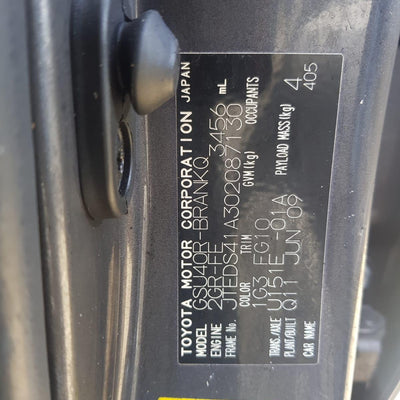 TOYOTA MOTOR CORPORATION JAPAN
MODEL GSU40R-BRANKQ
ENGINE 2GR-FE 3456 mL
FRAME No. JTEDS41A302087130
GVM(kg) OCCUPANTS 4
COLOR TRIM PAYLOAD MASS(kg) 405
1G3 FG10
TRANS./AXLE U151E -01A
PLANT/BUILT Q11 JUN 09
CAR NAME